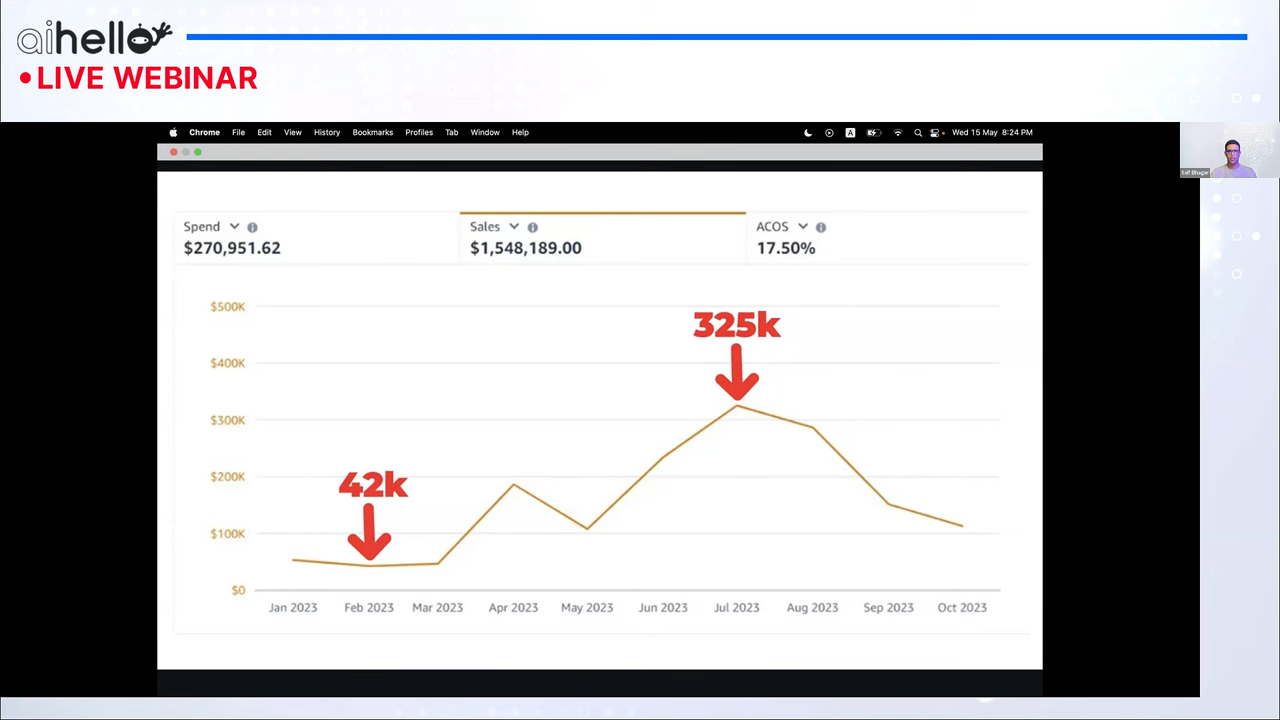 aihello
•LIVE WEBINAR
Chrome File Edit View History Bookmarks Profiles Tab Window Help
A
Wed 15 May 8:24 PM
Spend
$270,951.62
Sales
$1,548,189.00
ACOS
17.50%
$500K
$400K
$300K
$200K
$100K
$0
325k
42k
Jan 2023 Feb 2023 Mar 2023 Apr 2023 May 2023 Jun 2023 Jul 2023 Aug 2023 Sep 2023 Oct 2023